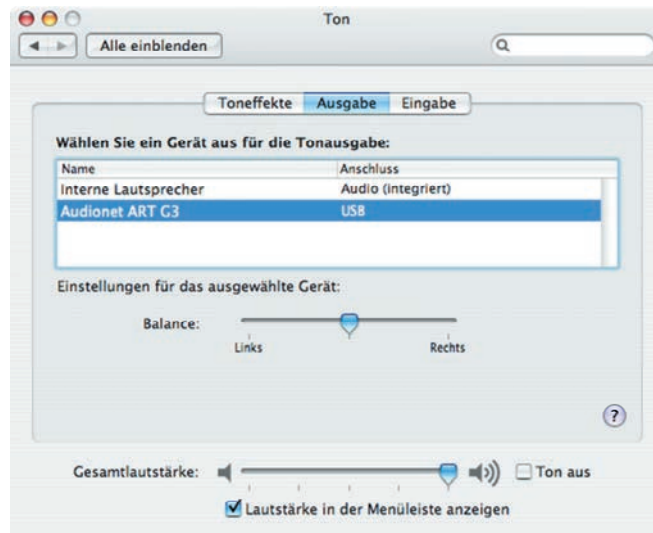 Ton
Alle einblenden
Toneffekte Ausgabe Eingabe
Wählen Sie ein Gerät aus für die Tonausgabe:
Name Anschluss
Interne Lautsprecher Audio (integriert)
Audionet ART G3 USB
Einstellungen für das ausgewählte Gerät:
Balance:
Links Rechts
?
Gesamtlautstärke: Ton aus
Lautstärke in der Menüleiste anzeigen